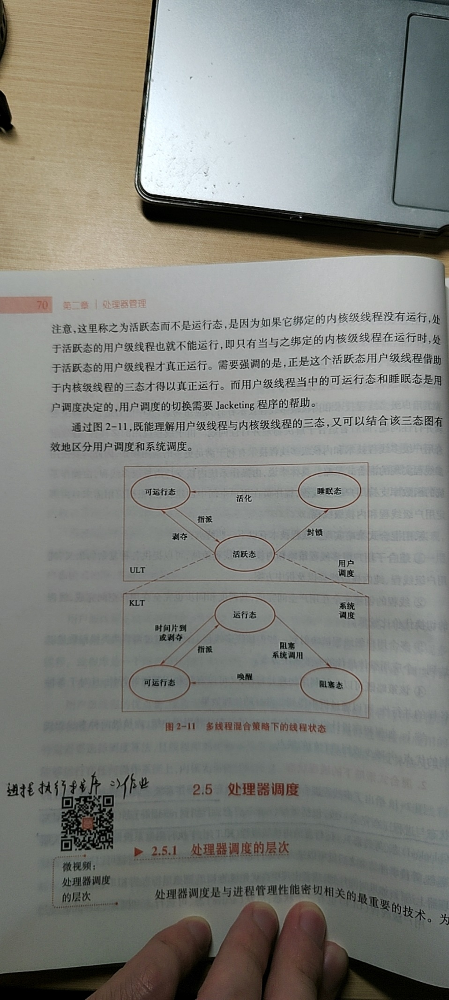 70 第二章 | 处理器管理
注意,这里称之为活跃态而不是运行态,是因为如果它绑定的内核级线程没有运行,处
于活跃态的用户级线程也就不能运行,即只有当与之绑定的内核级线程在运行时,处
于活跃态的用户级线程才真正运行。需要强调的是,正是这个活跃态用户级线程借助
于内核级线程的三态才得以真正运行。而用户级线程当中的可运行态和睡眠态是用
户调度决定的,用户调度的切换需要 Jacketing 程序的帮助。
通过图 2-11,既能理解用户级线程与内核级线程的三态,又可以结合该三态图有
效地区分用户调度和系统调度。
可运行态
睡眠态
活化
指派
剥夺
封锁
活跃态
ULT
用户
调度
KLT
系统
调度
运行态
时间片到
或剥夺
指派
阻塞
系统调用
唤醒
可运行态
阻塞态
图 2-11 多线程混合策略下的线程状态
2.5 处理器调度
▶ 2.5.1 处理器调度的层次
微视频:
处理器调度
的层次
处理器调度是与进程管理性能密切相关的最重要的技术。为